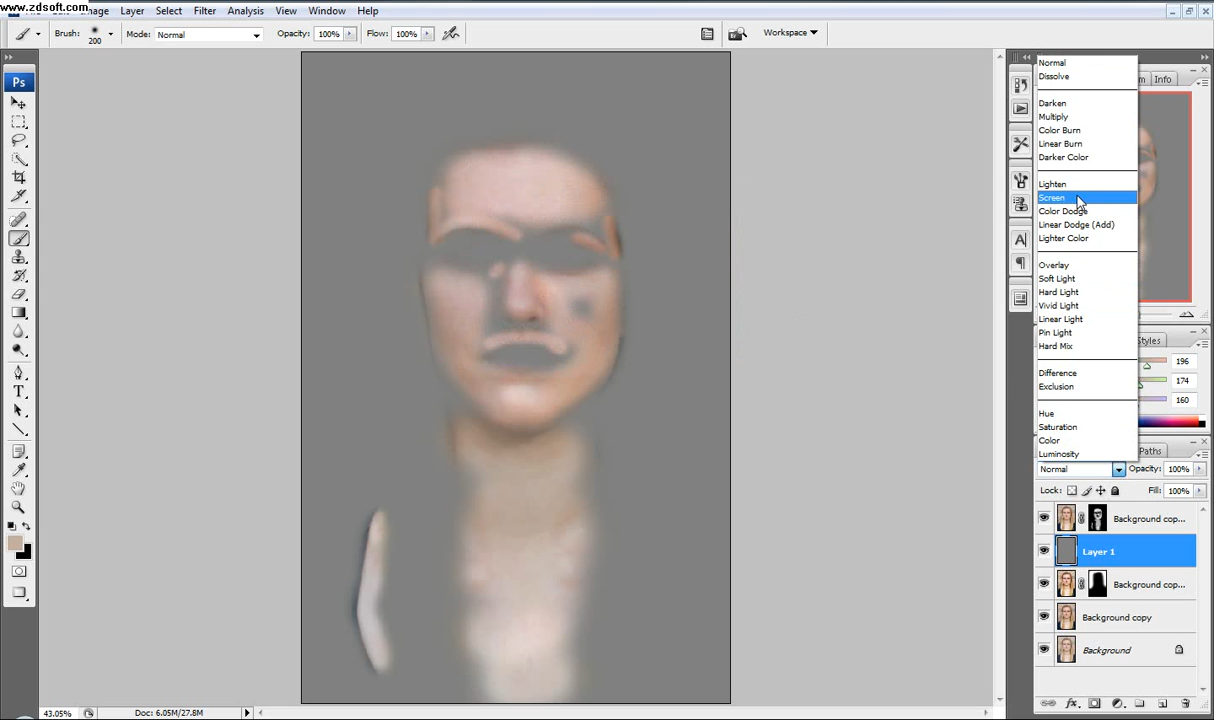 www.zdsoft.com
Image Layer Select Filter Analysis View Window Help
Brush: 200 Mode: Normal Opacity: 100% Flow: 100% Workspace
Ps
Normal
Dissolve
Info
Darken
Multiply
Color Burn
Linear Burn
Darker Color
Lighten
Screen
Color Dodge
Linear Dodge (Add)
Lighter Color
Overlay
Soft Light
Hard Light
Vivid Light
Linear Light
Pin Light
Hard Mix
Styles
196
Difference
174
Exclusion
160
Hue
Saturation
Color
Paths
Luminosity
Normal Opacity: 100%
Lock: Fill: 100%
Background cop...
Layer 1
Background cop...
Background copy
Background
43.05% Doc: 6.05M/27.8M